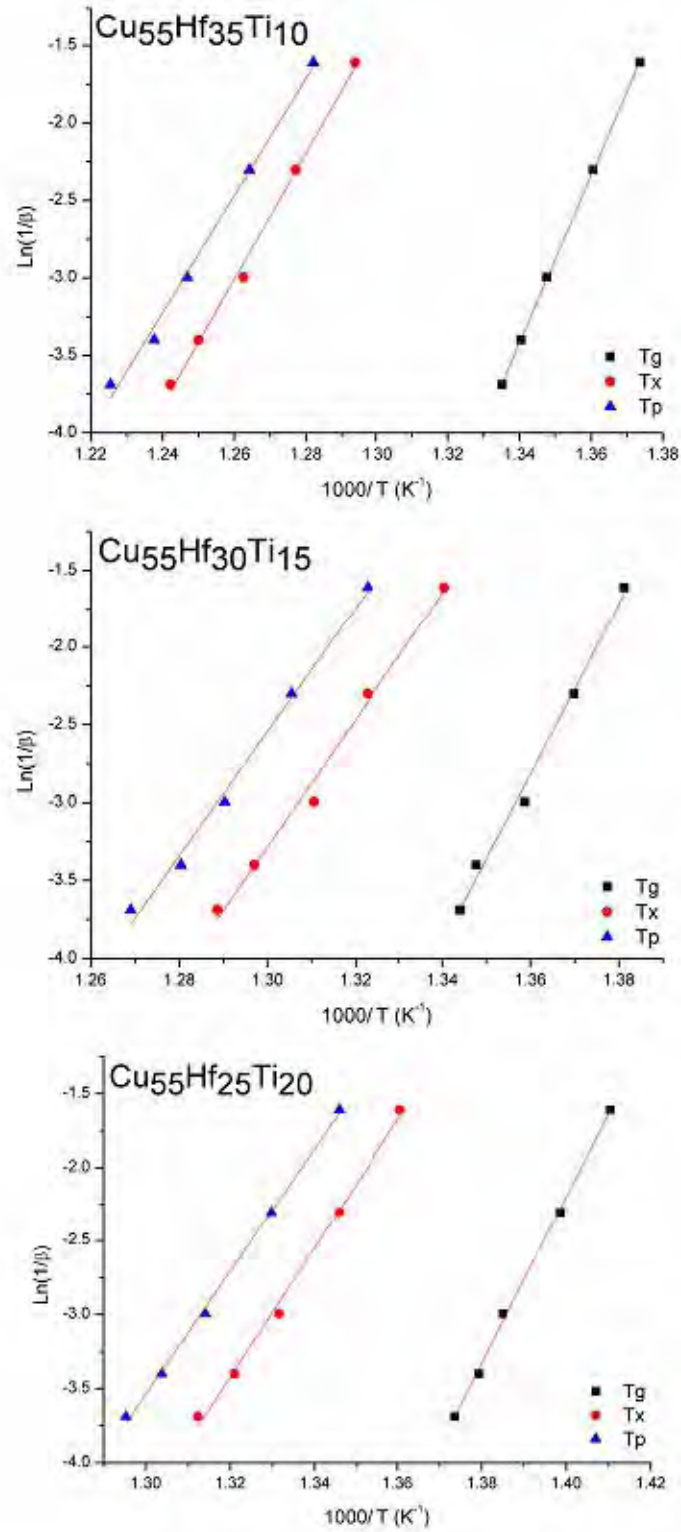 Cu55Hf35Ti10
-1.5
-2.0
-2.5
-3.0
-3.5
-4.0
Ln(1/β)
Tg
Tx
Tp
1.22 1.24 1.26 1.28 1.30 1.32 1.34 1.36 1.38
1000/ T (K⁻¹)
Cu55Hf30Ti15
-1.5
-2.0
-2.5
-3.0
-3.5
-4.0
Ln(1/β)
Tg
Tx
Tp
1.26 1.28 1.30 1.32 1.34 1.36 1.38
1000/ T (K⁻¹)
Cu55Hf25Ti20
-1.5
-2.0
-2.5
-3.0
-3.5
-4.0
Ln(1/β)
Tg
Tx
Tp
1.30 1.32 1.34 1.36 1.38 1.40 1.42
1000/ T (K⁻¹)